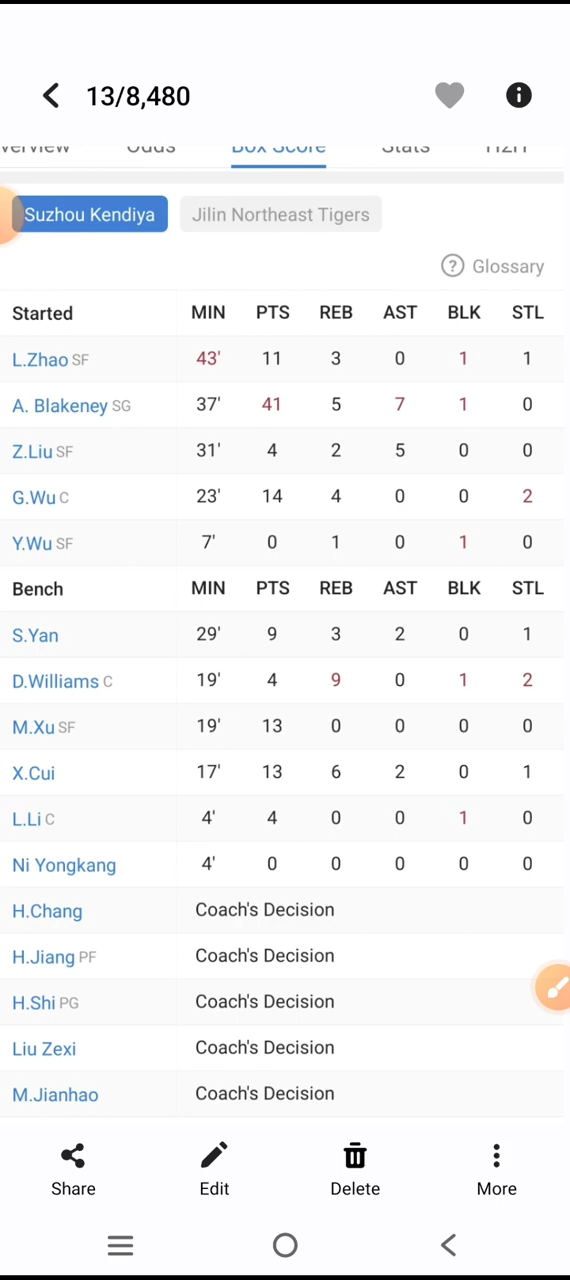 13/8,480
Box Score
Suzhou Kendiya Jilin Northeast Tigers
? Glossary
Started MIN PTS REB AST BLK STL
L.Zhao SF 43' 11 3 0 1 1
A. Blakeney SG 37' 41 5 7 1 0
Z.Liu SF 31' 4 2 5 0 0
G.Wu C 23' 14 4 0 0 2
Y.Wu SF 7' 0 1 0 1 0
Bench MIN PTS REB AST BLK STL
S.Yan 29' 9 3 2 0 1
D.Williams C 19' 4 9 0 1 2
M.Xu SF 19' 13 0 0 0 0
X.Cui 17' 13 6 2 0 1
L.Li C 4' 4 0 0 1 0
Ni Yongkang 4' 0 0 0 0 0
H.Chang Coach's Decision
H.Jiang PF Coach's Decision
H.Shi PG Coach's Decision
Liu Zexi Coach's Decision
M.Jianhao Coach's Decision
Share Edit Delete More